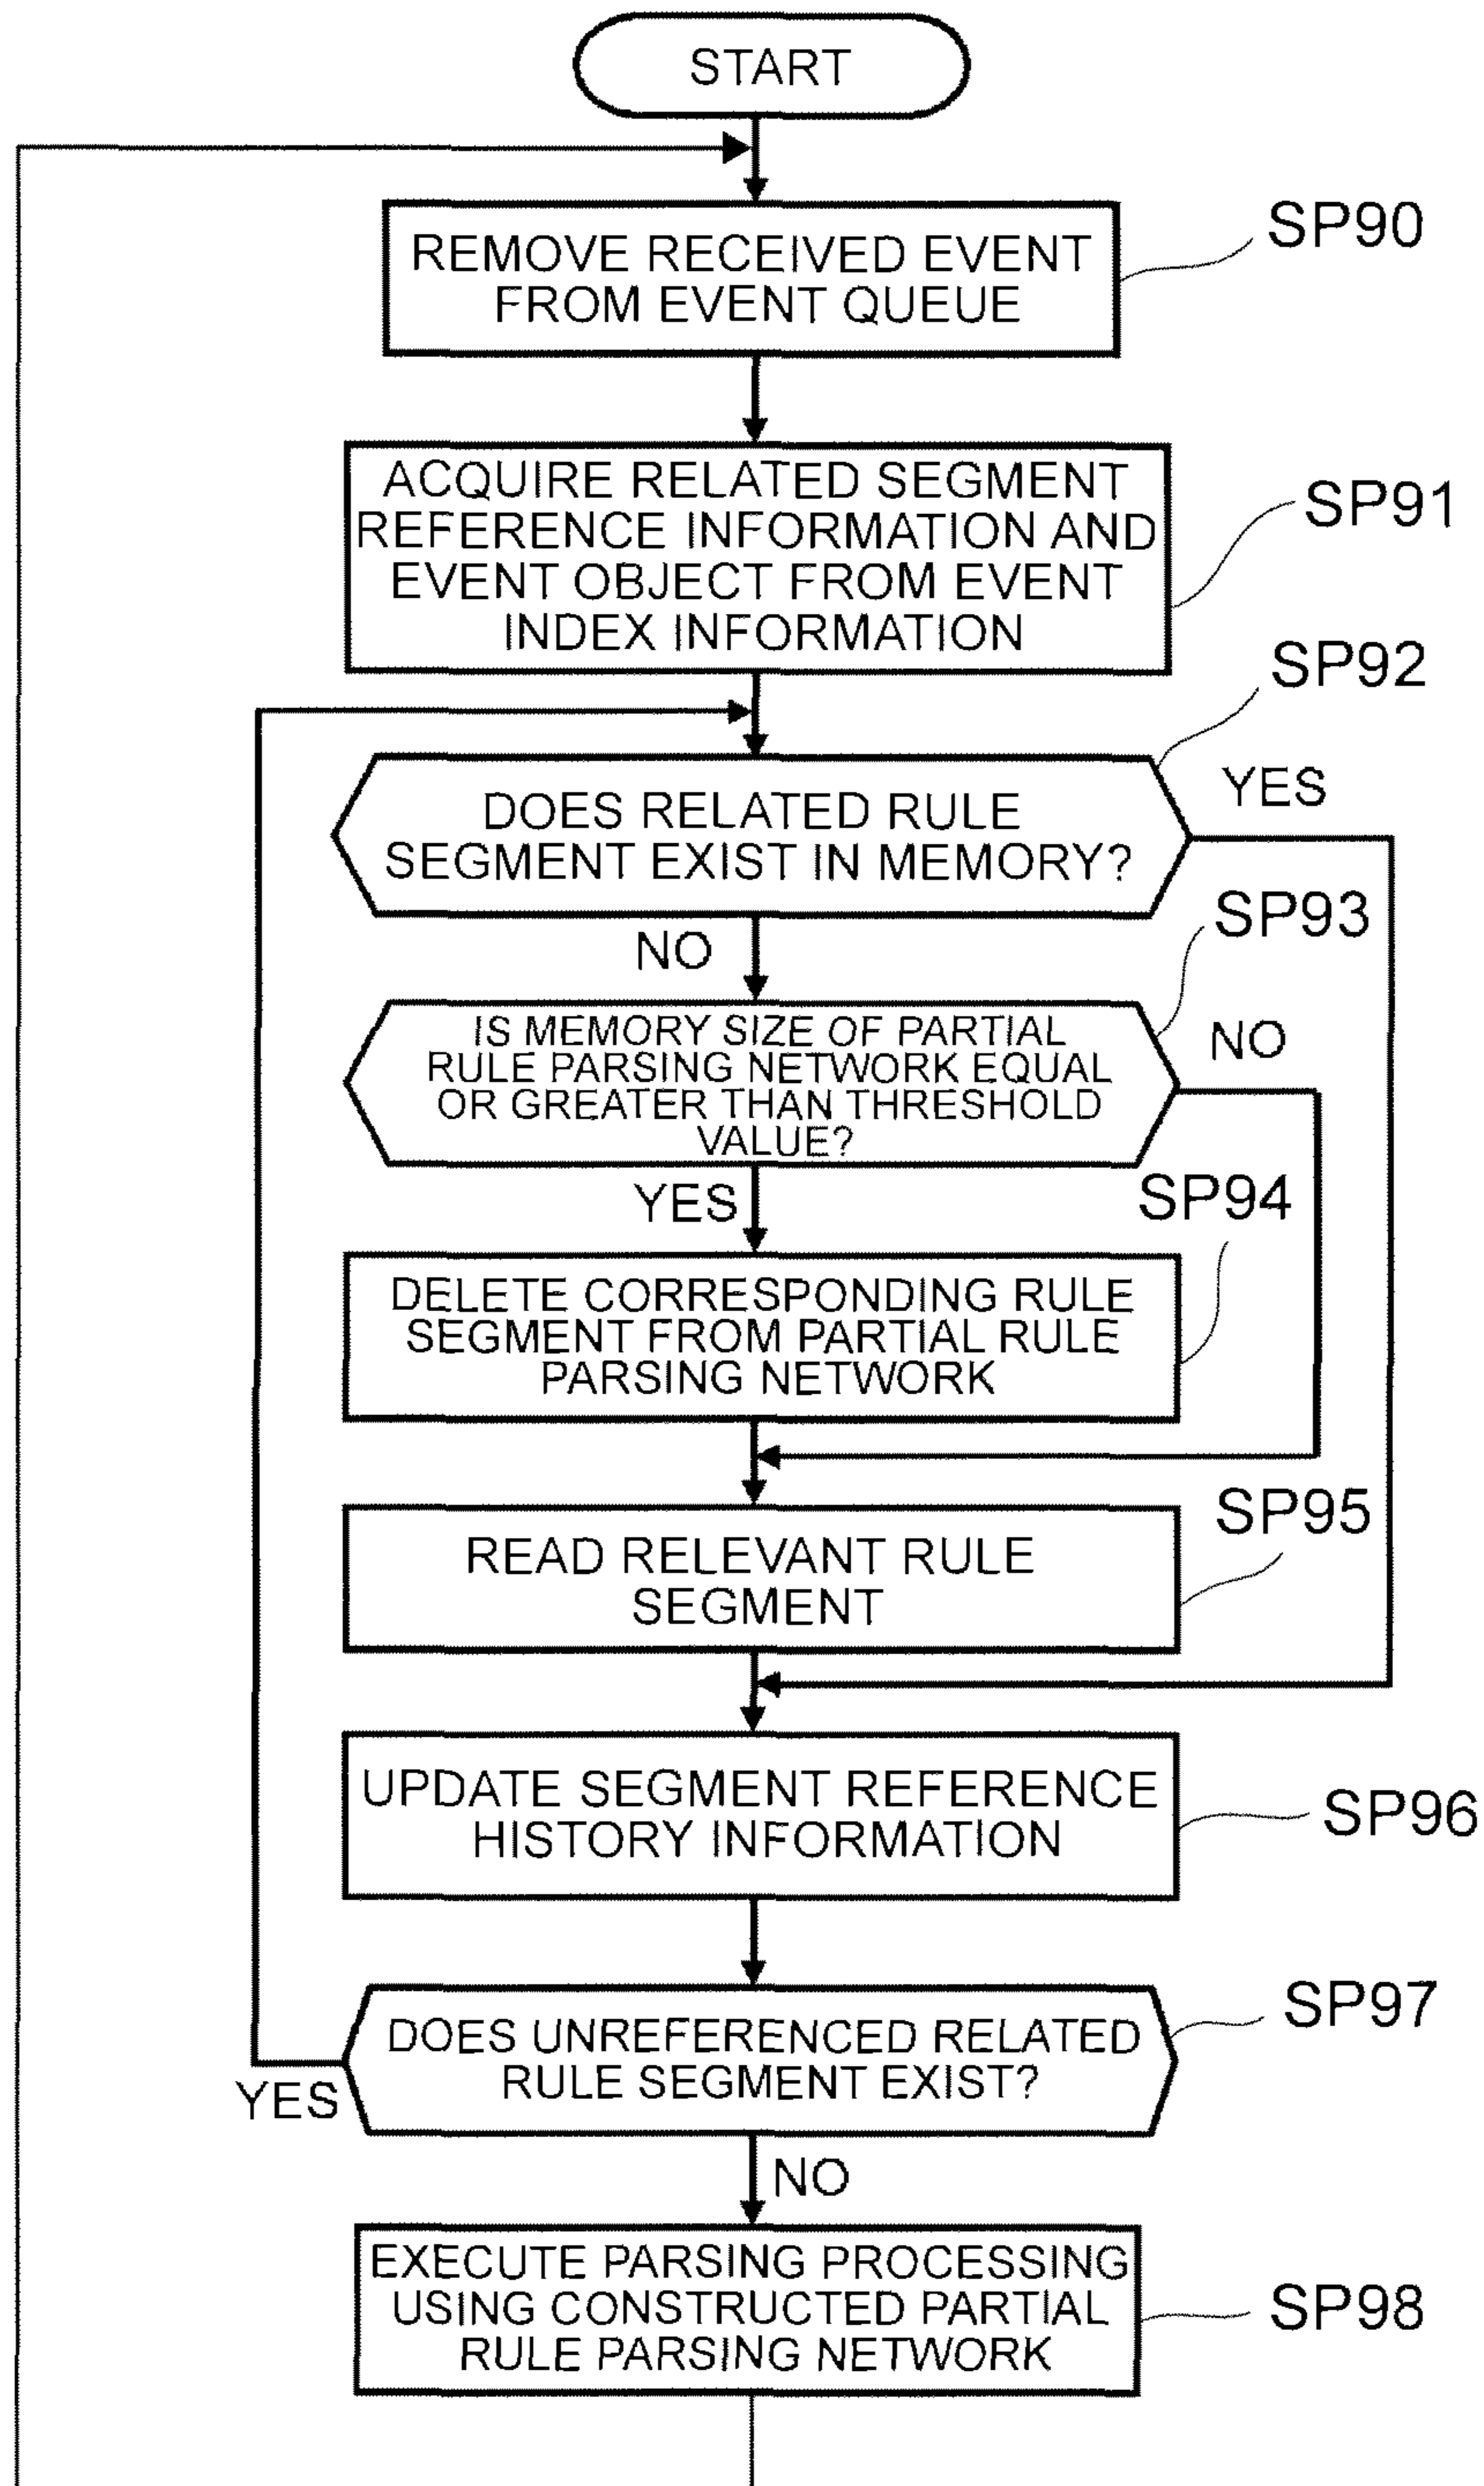 START
REMOVE RECEIVED EVENT
FROM EVENT QUEUE
SP90
ACQUIRE RELATED SEGMENT
REFERENCE INFORMATION AND
EVENT OBJECT FROM EVENT
INDEX INFORMATION
SP91
SP92
DOES RELATED RULE
SEGMENT EXIST IN MEMORY?
YES
NO
SP93
IS MEMORY SIZE OF PARTIAL
RULE PARSING NETWORK EQUAL
OR GREATER THAN THRESHOLD
VALUE?
NO
YES
SP94
DELETE CORRESPONDING RULE
SEGMENT FROM PARTIAL RULE
PARSING NETWORK
SP95
READ RELEVANT RULE
SEGMENT
UPDATE SEGMENT REFERENCE
HISTORY INFORMATION
SP96
SP97
DOES UNREFERENCED RELATED
RULE SEGMENT EXIST?
YES
NO
EXECUTE PARSING PROCESSING
USING CONSTRUCTED PARTIAL
RULE PARSING NETWORK
SP98